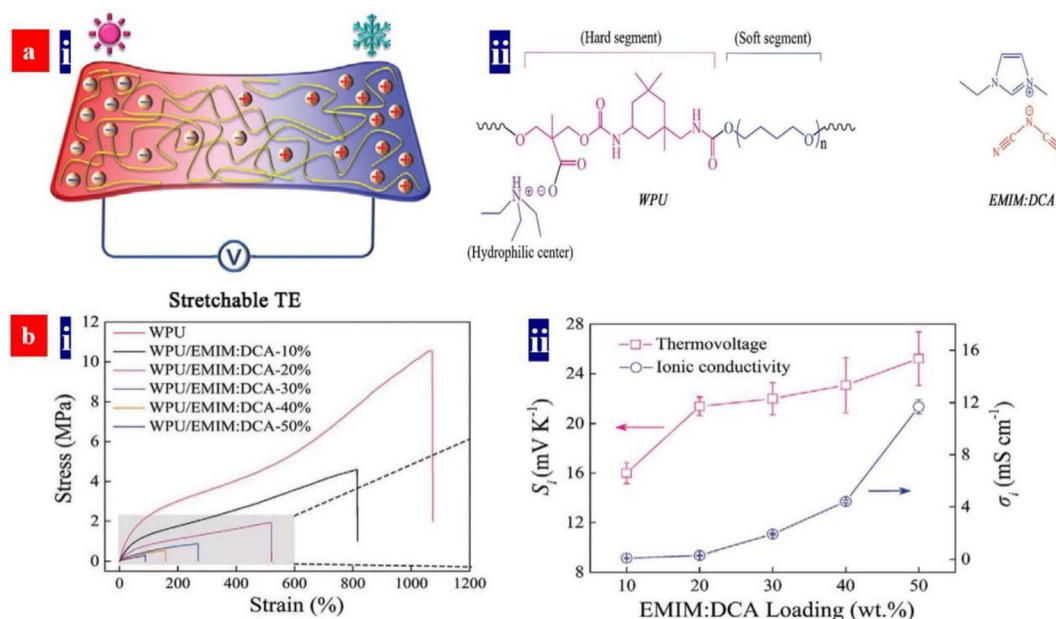 a
i
V
Stretchable TE
ii
(Hard segment)
(Soft segment)
O
O
O
O
N
H
H
N
O
O
O
O
n
O
O
H
N
⊕ ⊖
(Hydrophilic center)
WPU
N
N
⊕
⊖
N
N
N
EMIM:DCA
b
i
12
10
8
6
4
2
0
Stress (MPa)
WPU
WPU/EMIM:DCA-10%
WPU/EMIM:DCA-20%
WPU/EMIM:DCA-30%
WPU/EMIM:DCA-40%
WPU/EMIM:DCA-50%
0 200 400 600 800 1000 1200
Strain (%)
ii
28
24
20
16
12
8
Sᵢ (mV K⁻¹)
Thermovoltage
Ionic conductivity
16
12
8
4
0
σᵢ (mS cm⁻¹)
10 20 30 40 50
EMIM:DCA Loading (wt.%)